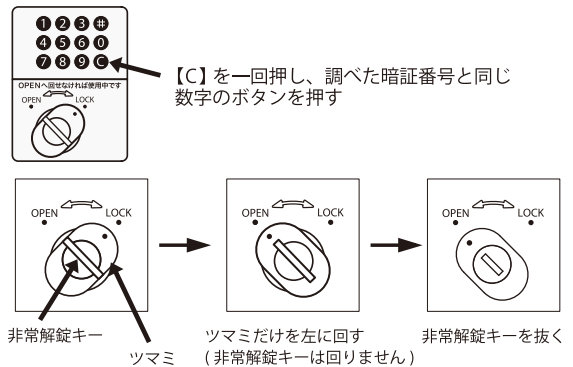 1 2 3 #
4 5 6 0
7 8 9 C
【C】を一回押し、調べた暗証番号と同じ
数字のボタンを押す
OPENへ回せなければ使用中です
OPEN LOCK
OPEN LOCK
OPEN LOCK
OPEN LOCK
非常解錠キー
ツマミ
ツマミだけを左に回す
(非常解錠キーは回りません)
非常解錠キーを抜く